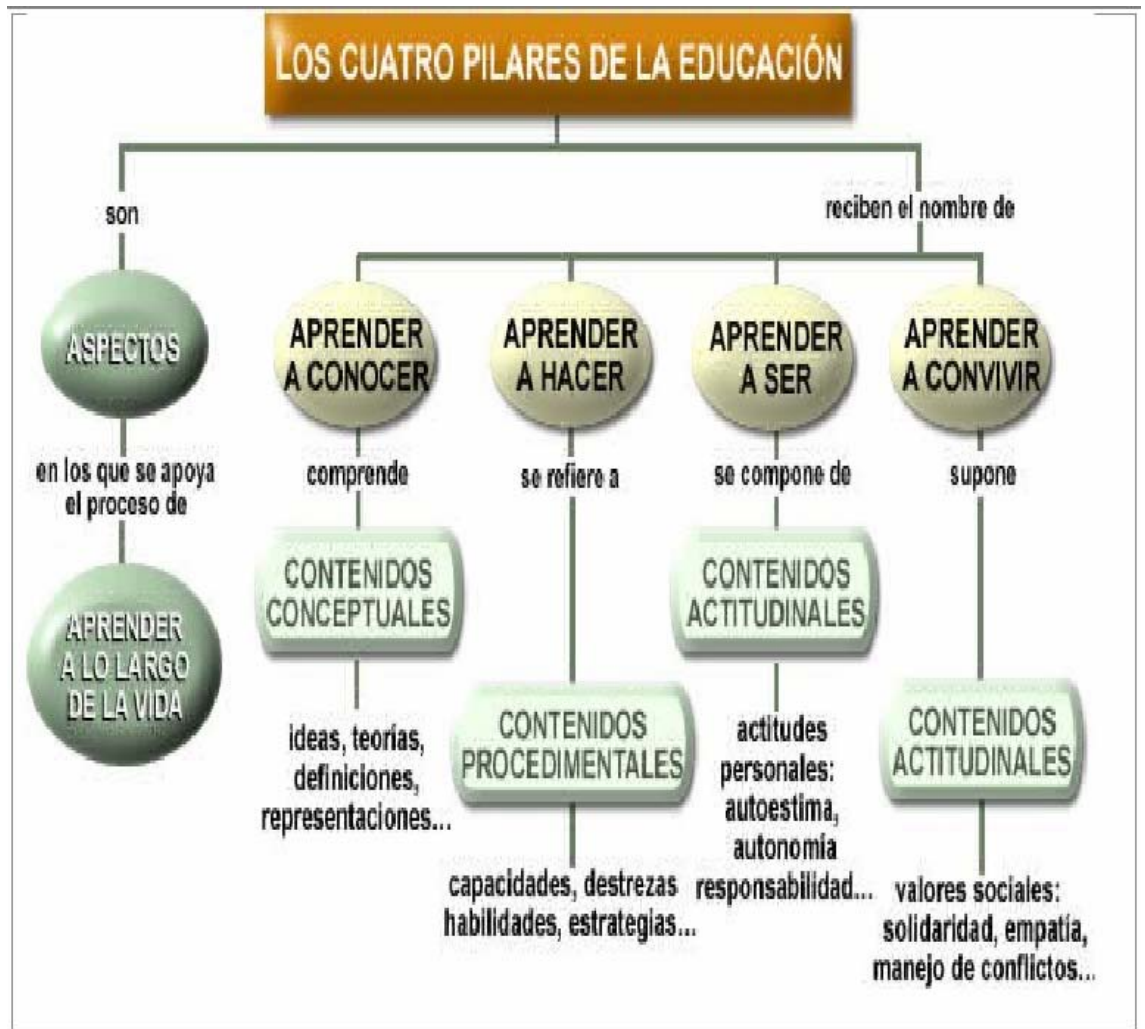 LOS CUATRO PILARES DE LA EDUCACIÓN
son
reciben el nombre de
ASPECTOS
en los que se apoya
el proceso de
APRENDER
A LO LARGO
DE LA VIDA
APRENDER
A CONOCER
comprende
CONTENIDOS
CONCEPTUALES
ideas, teorías,
definiciones,
representaciones...
APRENDER
A HACER
se refiere a
CONTENIDOS
PROCEDIMENTALES
capacidades, destrezas
habilidades, estrategias...
APRENDER
A SER
se compone de
CONTENIDOS
ACTITUDINALES
actitudes
personales:
autoestima,
autonomía
responsabilidad...
APRENDER
A CONVIVIR
supone
CONTENIDOS
ACTITUDINALES
valores sociales:
solidaridad, empatía,
manejo de conflictos...